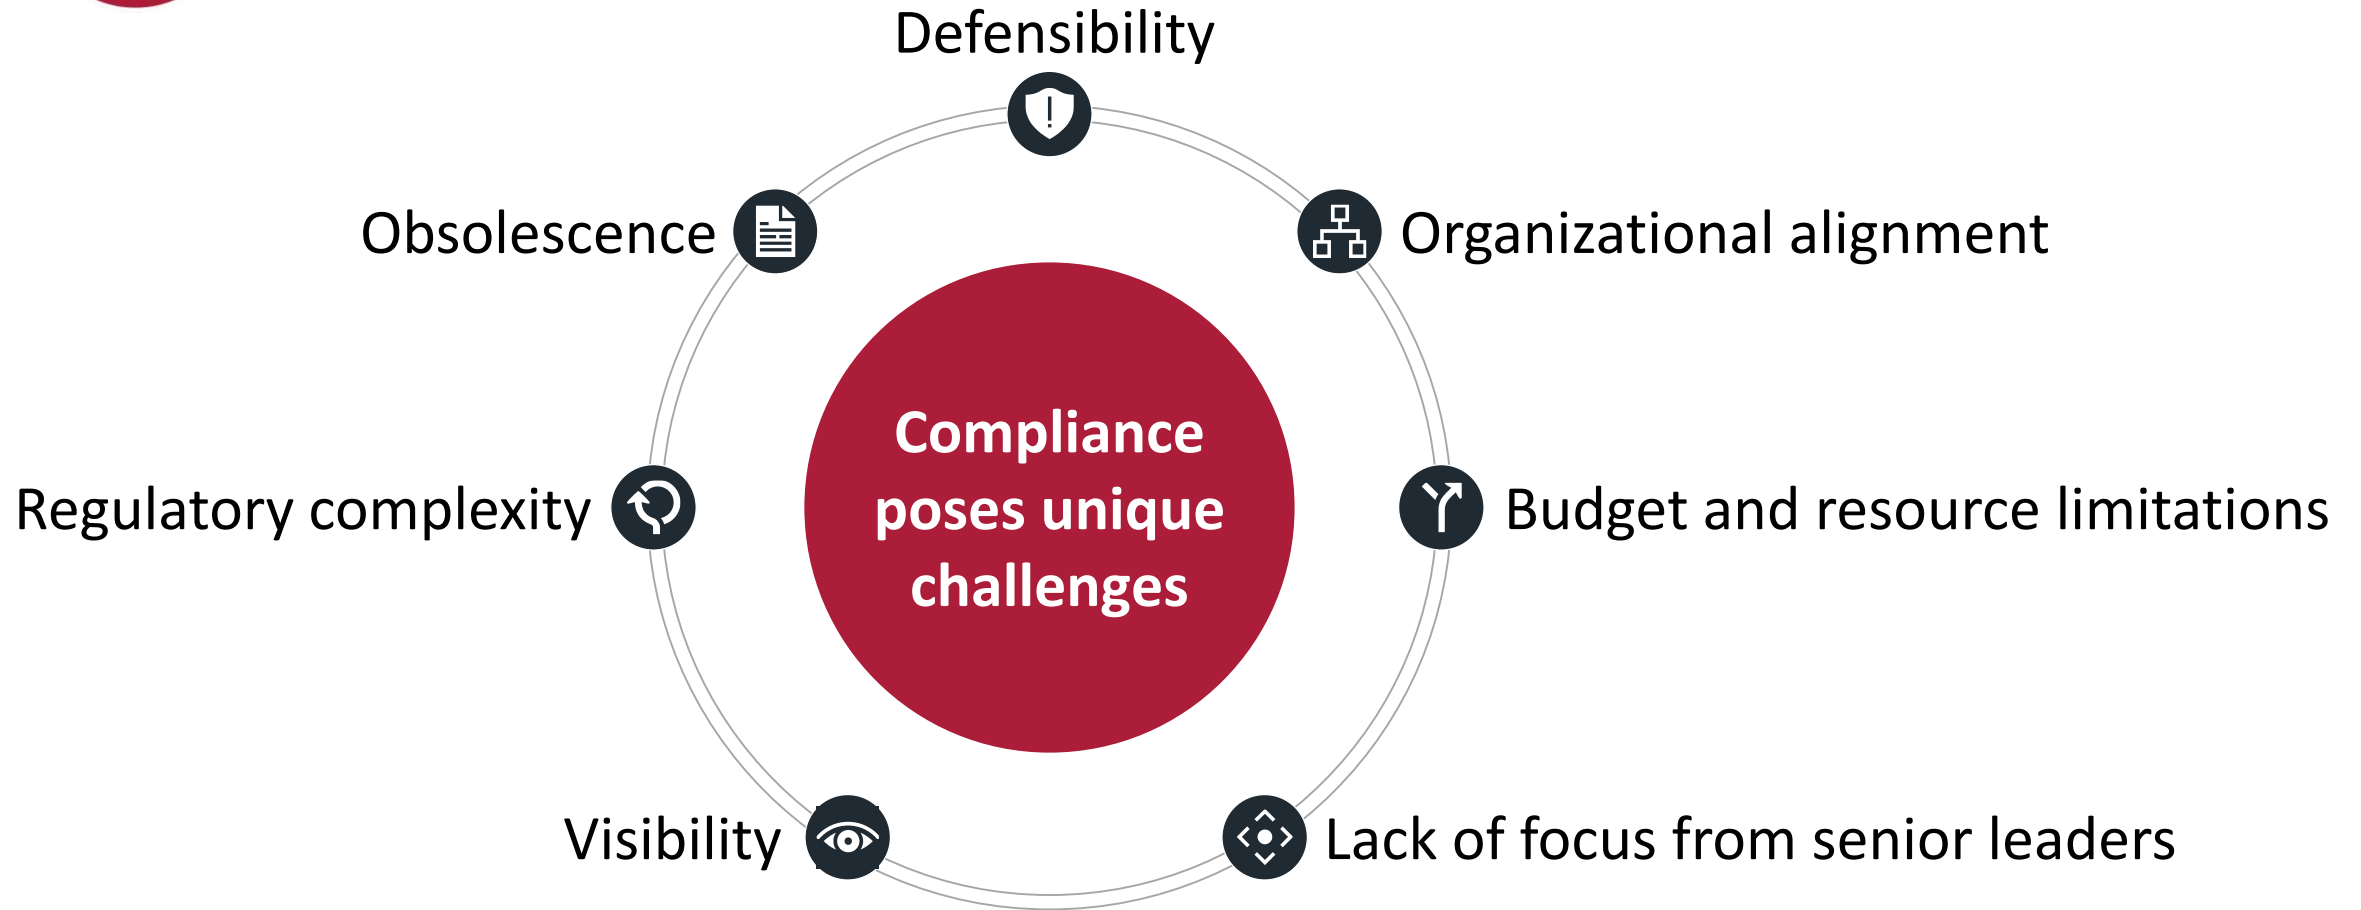 Defensibility
Obsolescence
Organizational alignment
Compliance
poses unique
challenges
Regulatory complexity
Budget and resource limitations
Visibility
Lack of focus from senior leaders